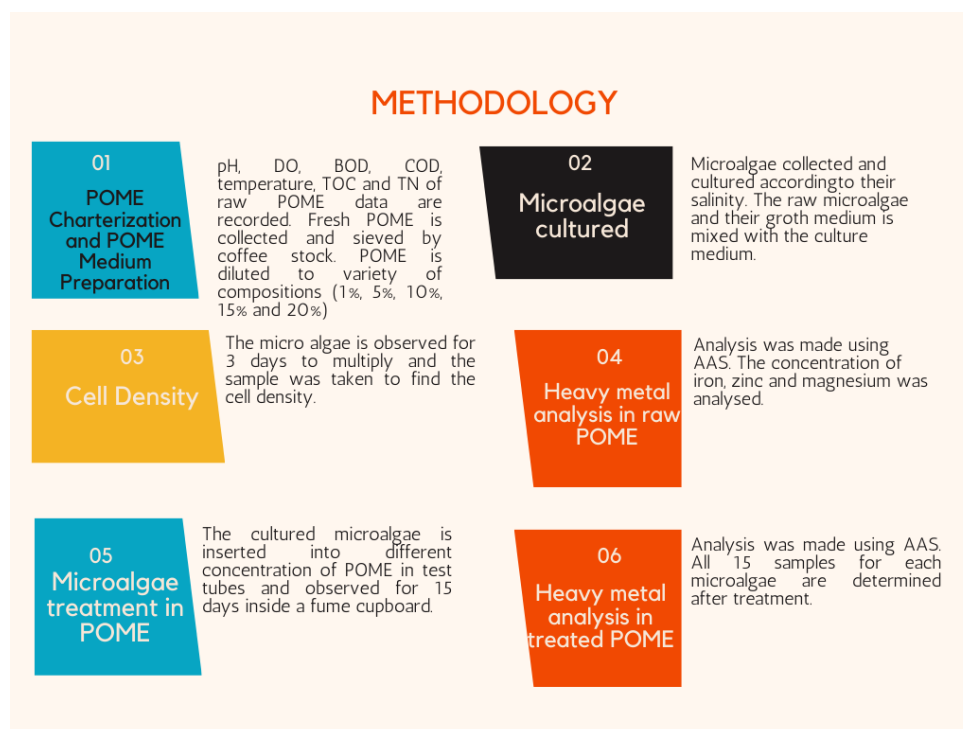 METHODOLOGY
01
POME
Charterization
and POME
Medium
Preparation
pH, DO, BOD, COD,
temperature, TOC and TN of
raw POME data are
recorded. Fresh POME is
collected and sieved by
coffee stock. POME is
diluted to variety of
compositions (1%, 5%, 10%,
15% and 20%)
02
Microalgae
cultured
Microalgae collected and
cultured accordingto their
salinity. The raw microalgae
and their groth medium is
mixed with the culture
medium.
03
Cell Density
The micro algae is observed for
3 days to multiply and the
sample was taken to find the
cell density.
04
Heavy metal
analysis in raw
POME
Analysis was made using
AAS. The concentration of
iron, zinc and magnesium was
analysed.
05
Microalgae
treatment in
POME
The cultured microalgae is
inserted into different
concentration of POME in test
tubes and observed for 15
days inside a fume cupboard.
06
Heavy metal
analysis in
treated POME
Analysis was made using AAS.
All 15 samples for each
microalgae are determined
after treatment.